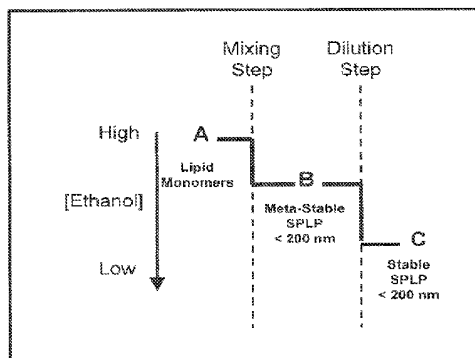 Mixing Step
Dilution Step
High
A
Lipid Monomers
[Ethanol]
B
Meta-Stable
SPLP
< 200 nm
C
Low
Stable
SPLP
< 200 nm